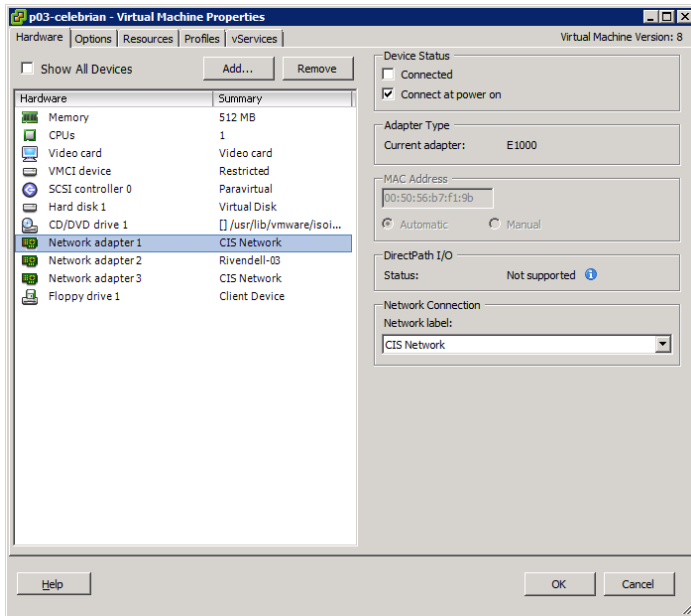 p03-celebrian - Virtual Machine Properties
Hardware Options Resources Profiles vServices Virtual Machine Version: 8
Show All Devices Add... Remove
Hardware Summary
Memory 512 MB
CPUs 1
Video card Video card
VMCI device Restricted
SCSI controller 0 Paravirtual
Hard disk 1 Virtual Disk
CD/DVD drive 1 [] /usr/lib/vmware/isoi...
Network adapter 1 CIS Network
Network adapter 2 Rivendell-03
Network adapter 3 CIS Network
Floppy drive 1 Client Device
Device Status
Connected
Connect at power on
Adapter Type
Current adapter: E1000
MAC Address
00:50:56:b7:f1:9b
Automatic Manual
DirectPath I/O
Status: Not supported
Network Connection
Network label:
CIS Network
Help OK Cancel